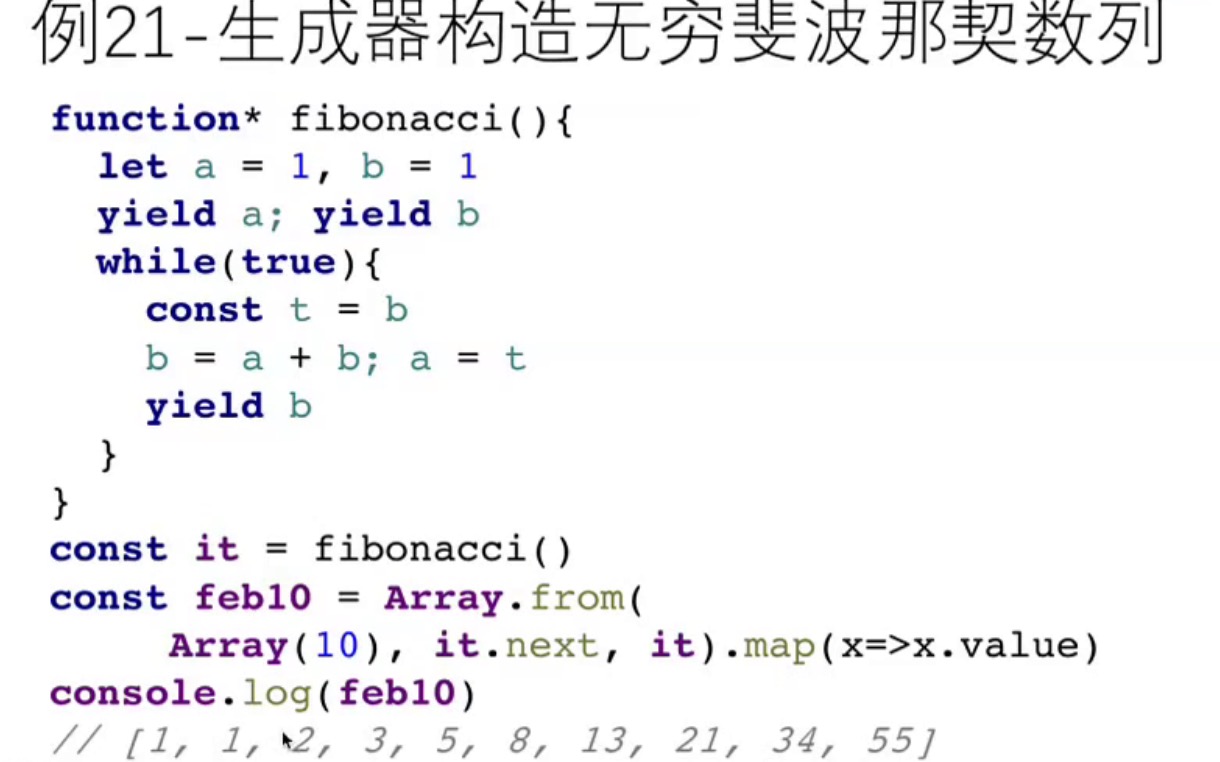 例21-生成器构造无穷斐波那契数列
function* fibonacci(){
  let a = 1, b = 1
  yield a; yield b
  while(true){
    const t = b
    b = a + b; a = t
    yield b
  }
}
const it = fibonacci()
const feb10 = Array.from(
     Array(10), it.next, it).map(x=>x.value)
console.log(feb10)
// [1, 1, 2, 3, 5, 8, 13, 21, 34, 55]